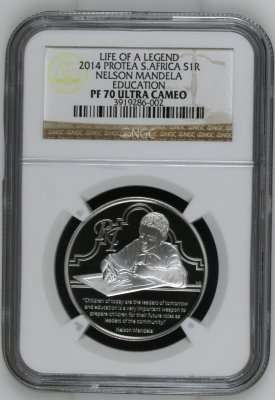 LIFE OF A LEGEND
2014 PROTEA S.AFRICA S1R
NELSON MANDELA
EDUCATION
PF 70 ULTRA CAMEO
3919286-002
NGC
R1
"Children of today are the leaders of tomorrow
and education is a very important weapon to
prepare children for their future roles as
leaders of the community"
Nelson Mandela